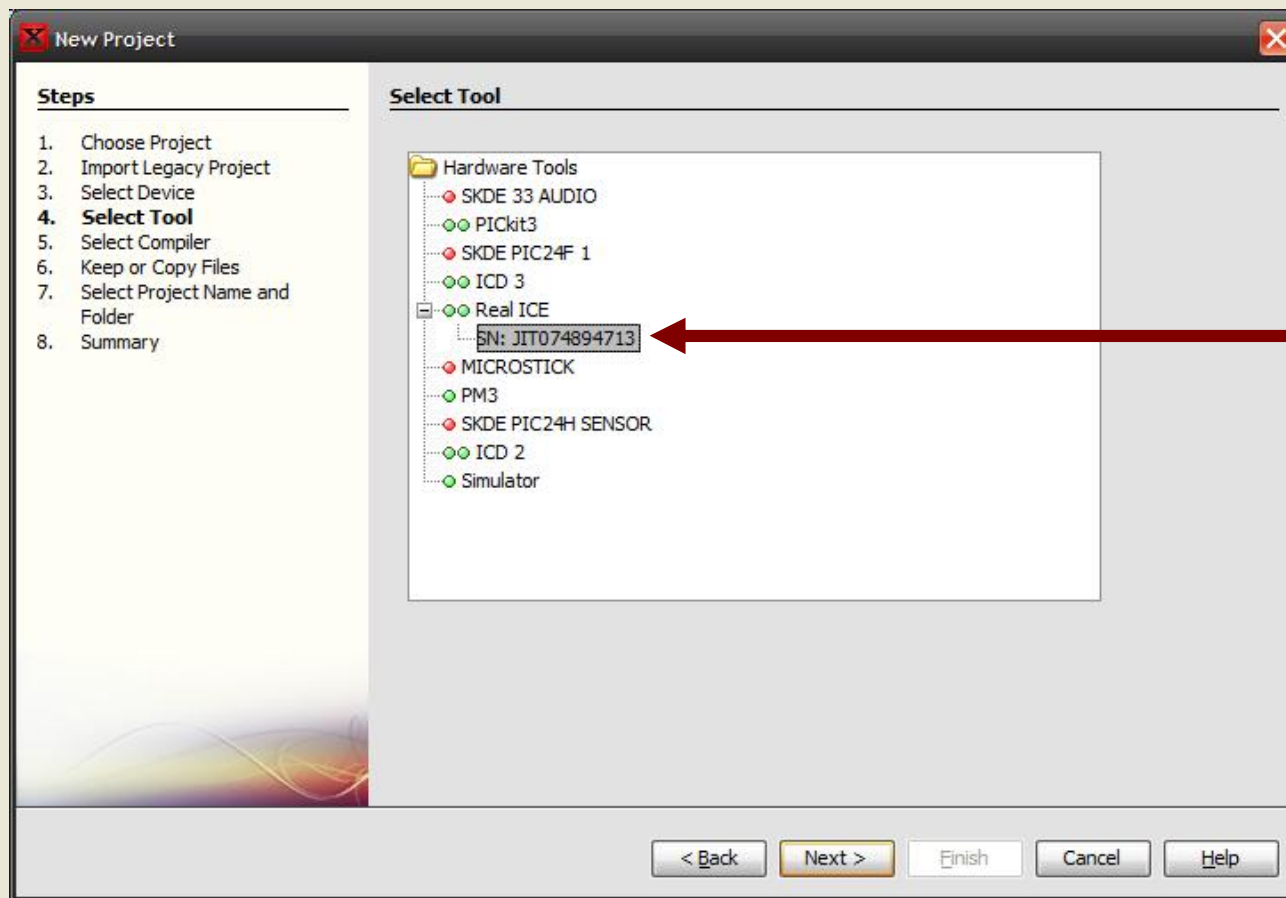 New Project
Steps
1. Choose Project
2. Import Legacy Project
3. Select Device
4. Select Tool
5. Select Compiler
6. Keep or Copy Files
7. Select Project Name and
Folder
8. Summary
Select Tool
Hardware Tools
SKDE 33 AUDIO
PICkit3
SKDE PIC24F 1
ICD 3
Real ICE
SN: JIT074894713
MICROSTICK
PM3
SKDE PIC24H SENSOR
ICD 2
Simulator
< Back Next > Finish Cancel Help